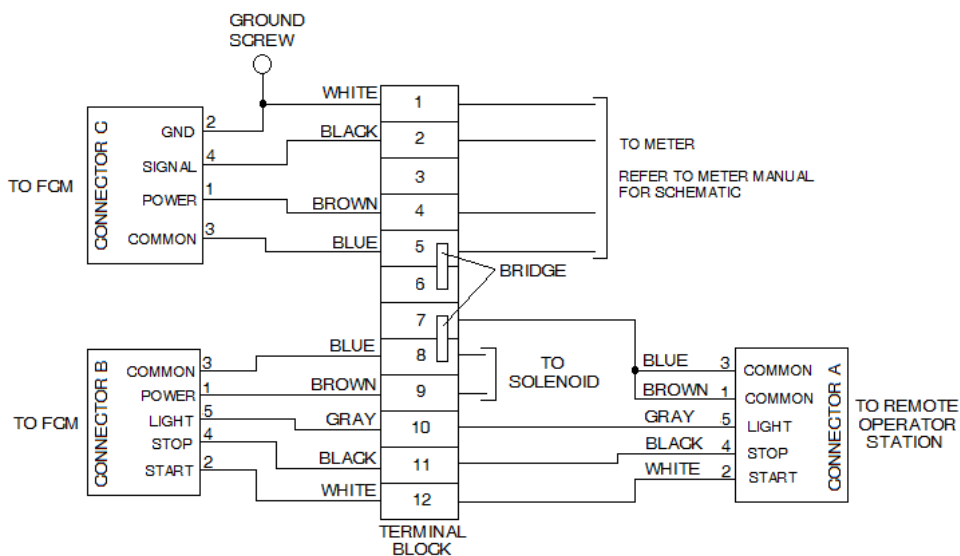 GROUND
SCREW
TO FCM
CONNECTOR C
GND 2
SIGNAL 4
POWER 1
COMMON 3
WHITE
BLACK
BROWN
BLUE
1
2
3
4
5
6
7
8
9
10
11
12
TERMINAL
BLOCK
TO METER
REFER TO METER MANUAL
FOR SCHEMATIC
BRIDGE
TO FCM
CONNECTOR B
COMMON 3
POWER 1
LIGHT 5
STOP 4
START 2
BLUE
BROWN
GRAY
BLACK
WHITE
TO
SOLENOID
BLUE 3 COMMON
BROWN 1 COMMON
GRAY 5 LIGHT
BLACK 4 STOP
WHITE 2 START
CONNECTOR A
TO REMOTE
OPERATOR
STATION